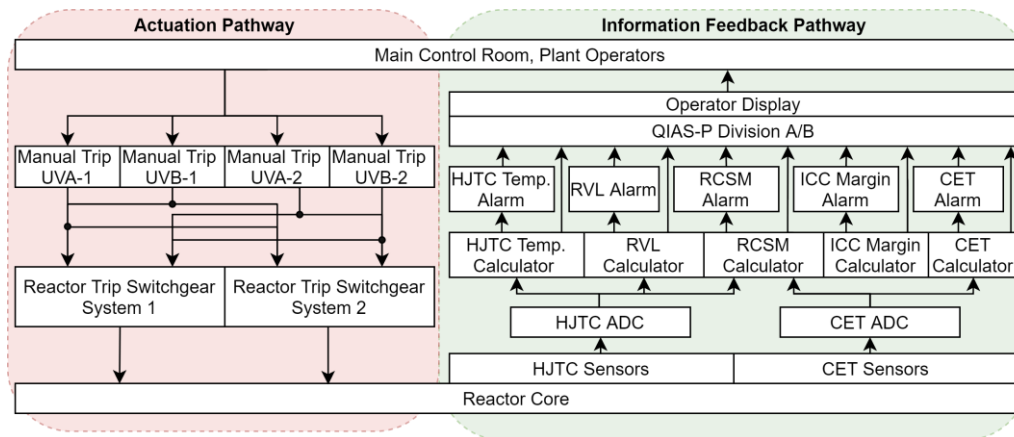 Actuation Pathway
Information Feedback Pathway
Main Control Room, Plant Operators
Operator Display
QIAS-P Division A/B
Manual Trip
UVA-1
Manual Trip
UVB-1
Manual Trip
UVA-2
Manual Trip
UVB-2
HJTC Temp.
Alarm
RVL Alarm
RCSM
Alarm
ICC Margin
Alarm
CET
Alarm
HJTC Temp.
Calculator
RVL
Calculator
RCSM
Calculator
ICC Margin
Calculator
CET
Calculator
Reactor Trip Switchgear
System 1
Reactor Trip Switchgear
System 2
HJTC ADC
CET ADC
HJTC Sensors
CET Sensors
Reactor Core